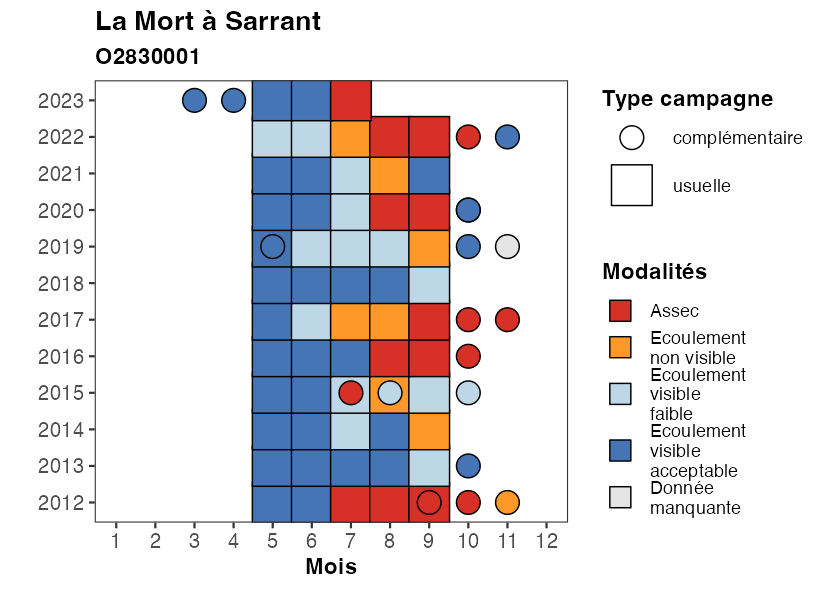 La Mort à Sarrant
O2830001
2023
2022
2021
2020
2019
2018
2017
2016
2015
2014
2013
2012
1 2 3 4 5 6 7 8 9 10 11 12
Mois
Type campagne
complémentaire
usuelle
Modalités
Assec
Ecoulement
non visible
Ecoulement
visible
faible
Ecoulement
visible
acceptable
Donnée
manquante